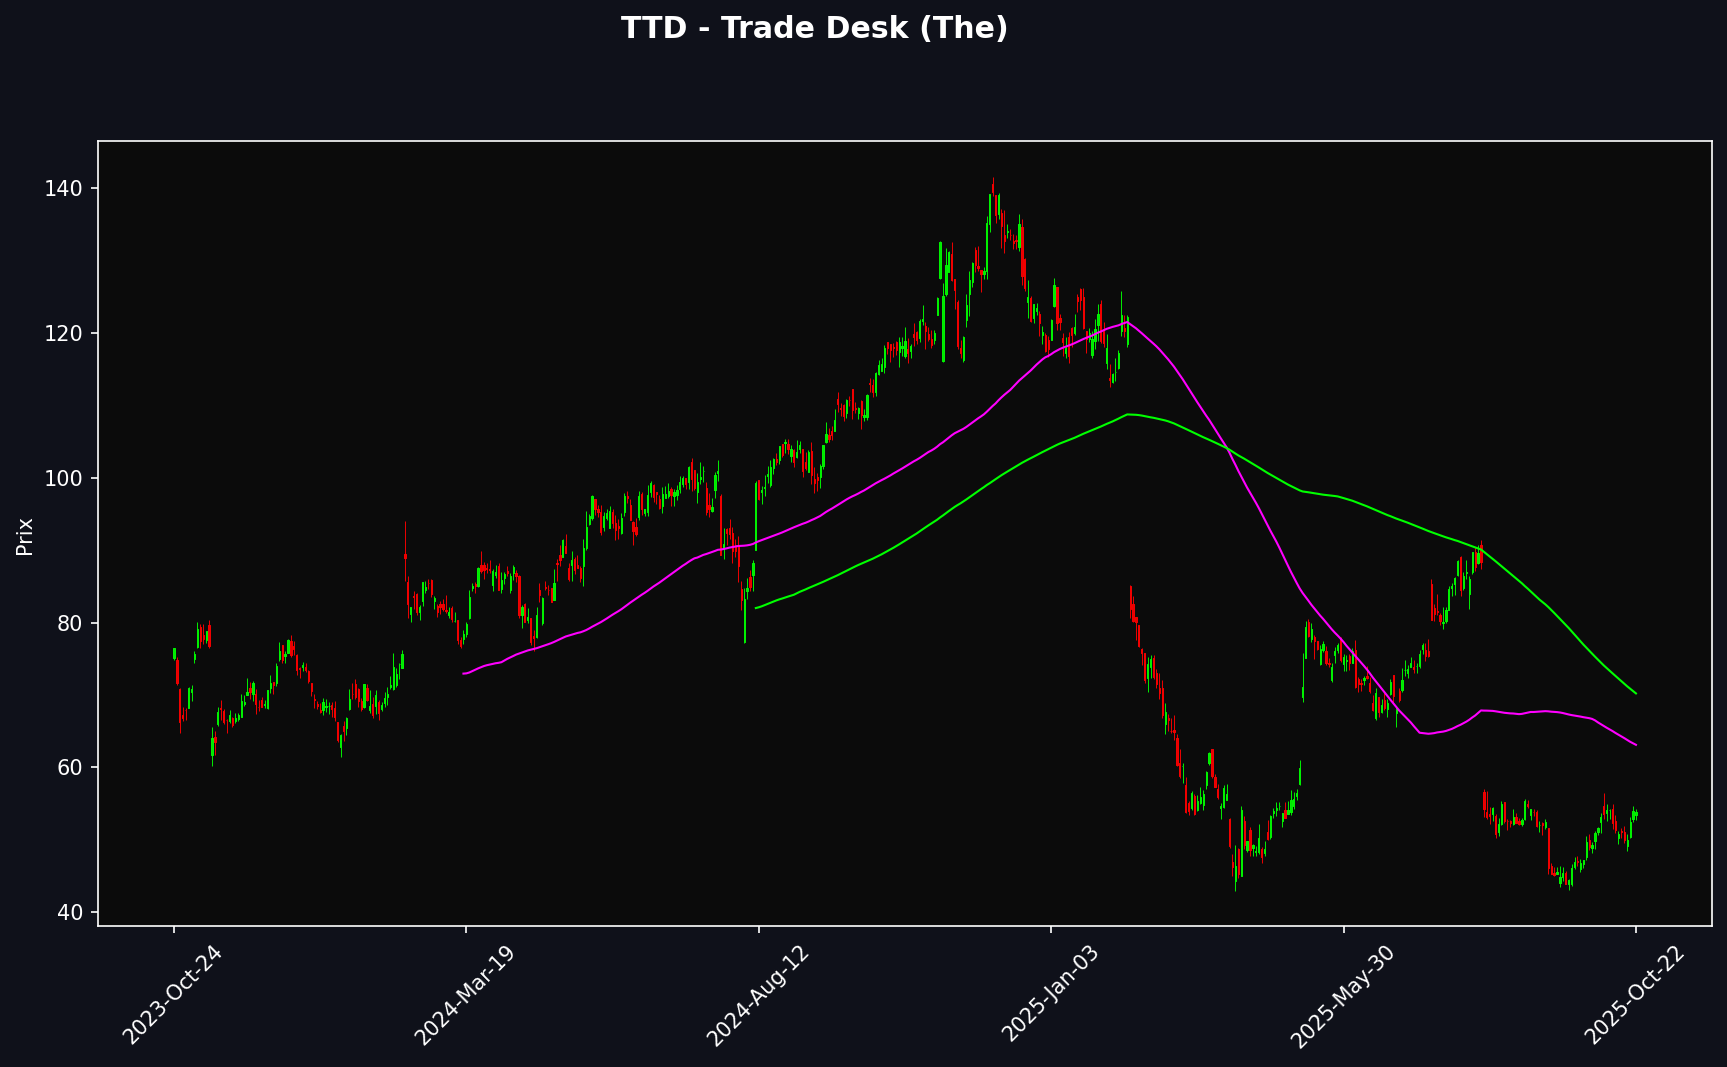 TTD - Trade Desk (The)
Prix
140
120
100
80
60
40
2023-Oct-24
2024-Mar-19
2024-Aug-12
2025-Jan-03
2025-May-30
2025-Oct-22